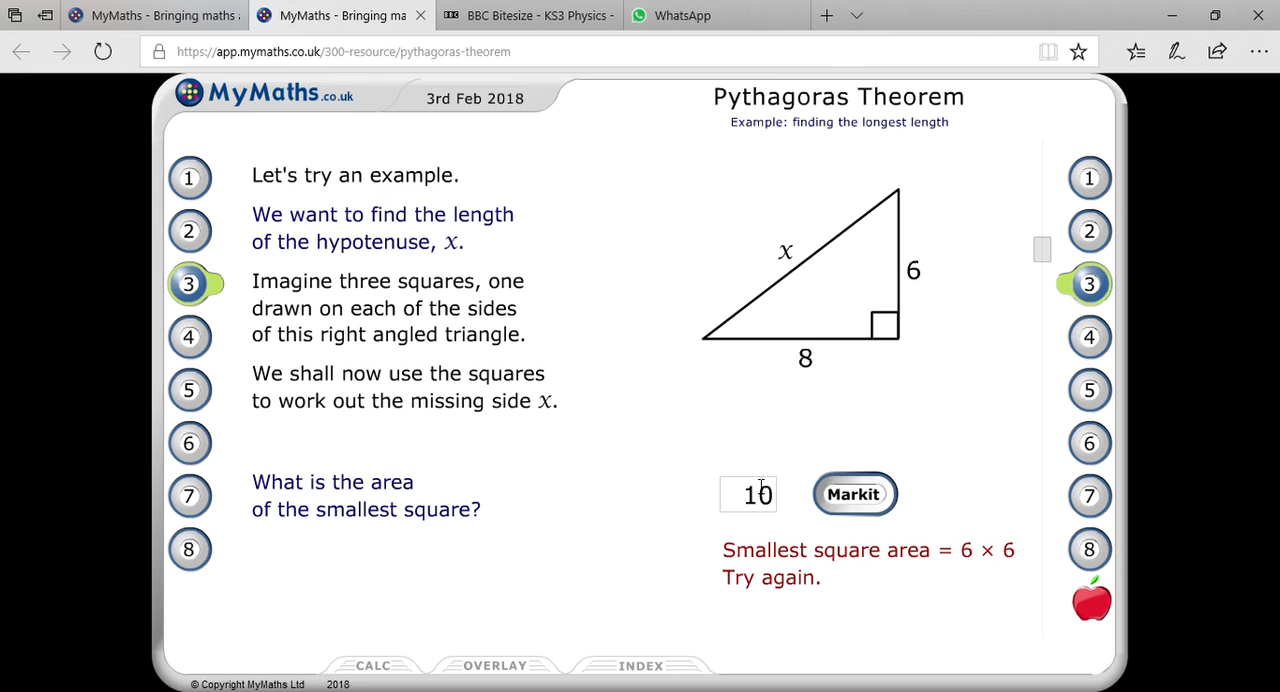 MyMaths - Bringing maths a
MyMaths - Bringing ma
BBC BBC Bitesize - KS3 Physics -
WhatsApp
https://app.mymaths.co.uk/300-resource/pythagoras-theorem
MyMaths.co.uk
3rd Feb 2018
Pythagoras Theorem
Example: finding the longest length
1
2
3
4
5
6
7
8
Let's try an example.
We want to find the length
of the hypotenuse, x.
Imagine three squares, one
drawn on each of the sides
of this right angled triangle.
We shall now use the squares
to work out the missing side x.
What is the area
of the smallest square?
x
6
8
10
Markit
Smallest square area = 6 × 6
Try again.
1
2
3
4
5
6
7
8
CALC
OVERLAY
INDEX
© Copyright MyMaths Ltd 2018